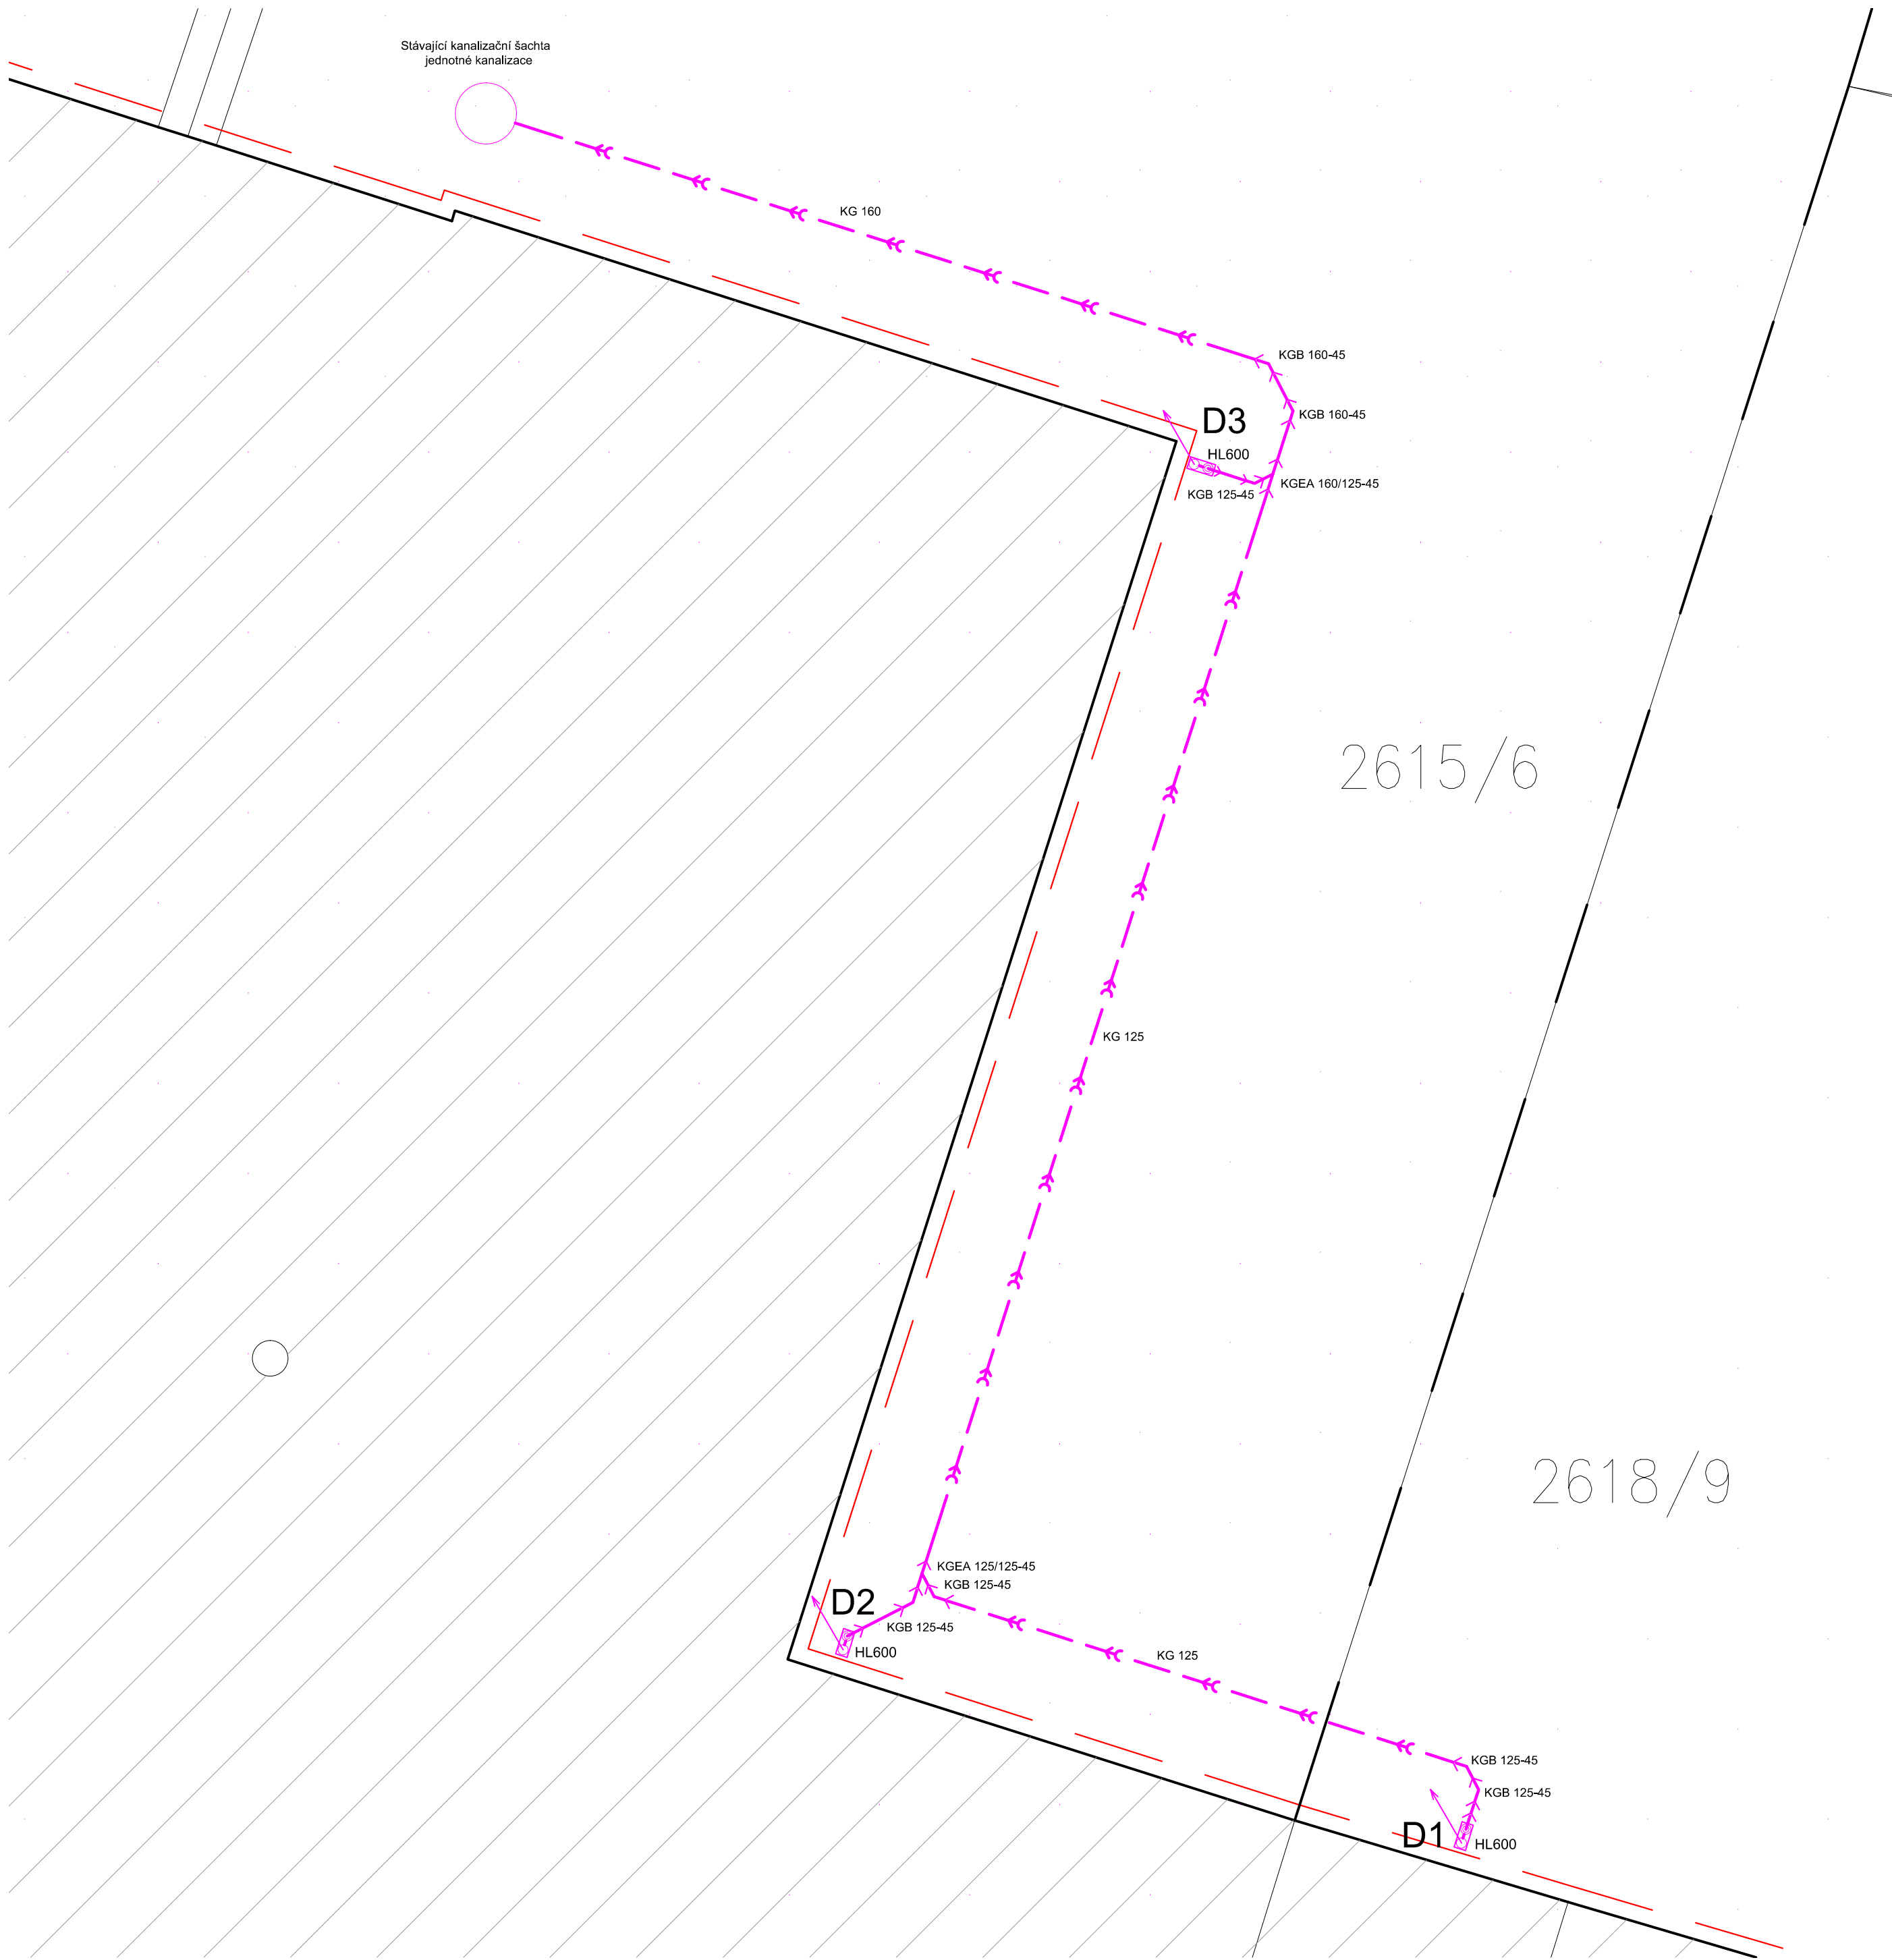 Stávající kanalizační šachta
jednotné kanalizace
KG 160
KGB 160-45
D3
KGB 160-45
HL600
KGEA 160/125-45
KGB 125-45
2615/6
KG 125
2618/9
KGEA 125/125-45
KGB 125-45
D2
KGB 125-45
HL600
KG 125
KGB 125-45
KGB 125-45
D1
HL600